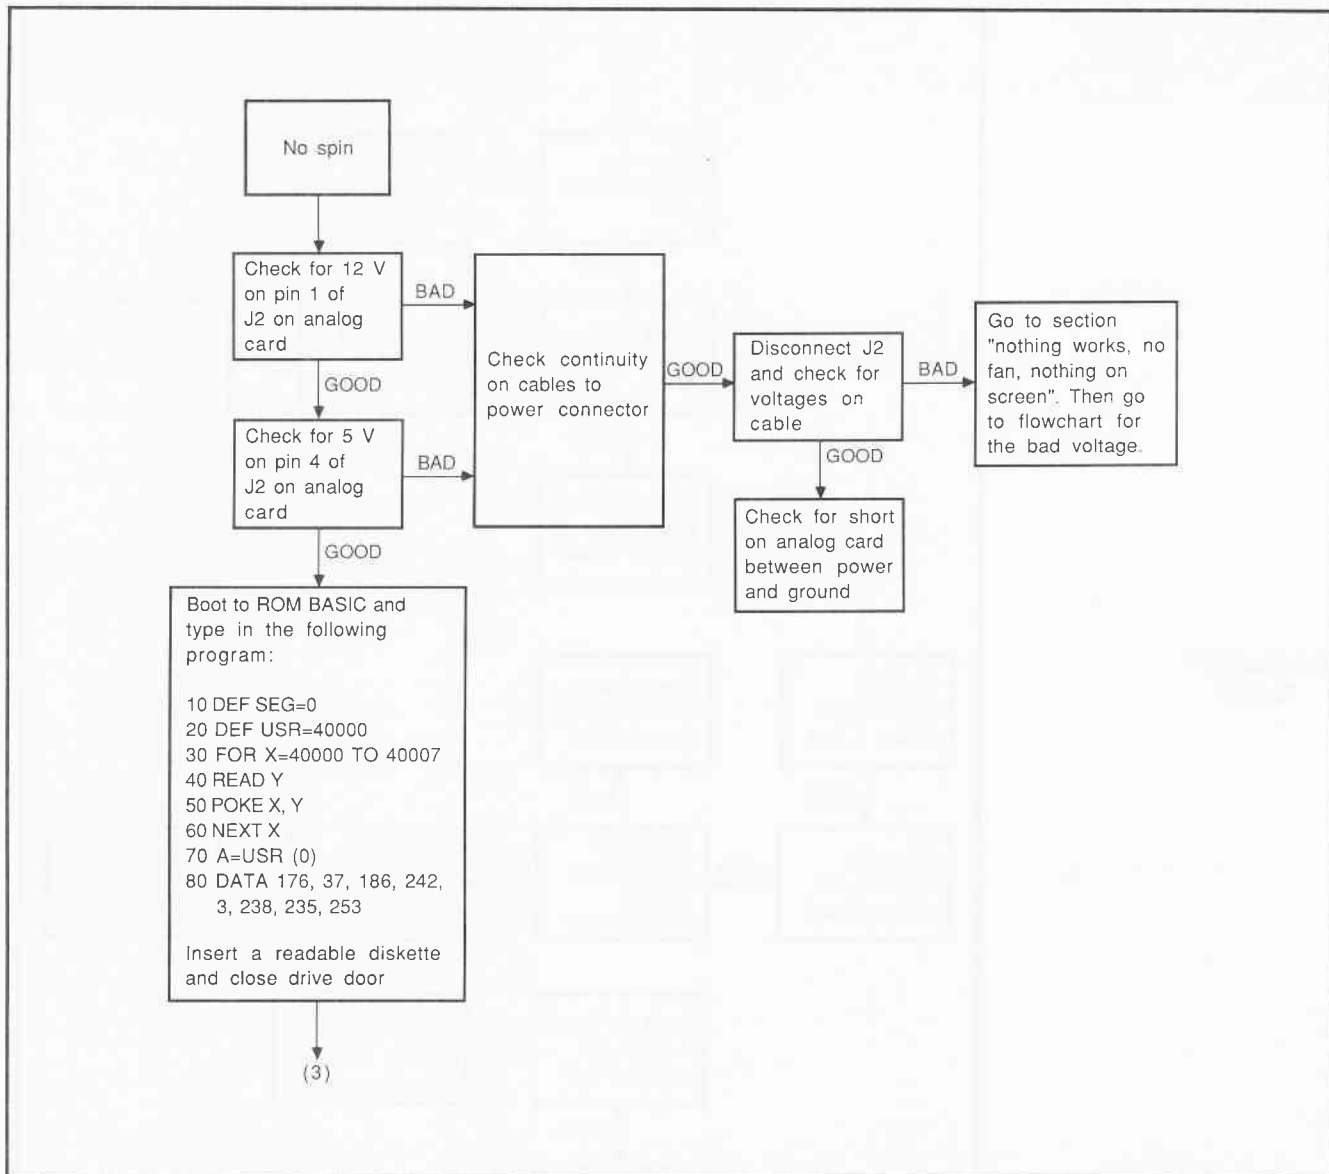 No spin
Check for 12 V
on pin 1 of
J2 on analog
card
BAD
GOOD
Check for 5 V
on pin 4 of
J2 on analog
card
BAD
GOOD
Check continuity
on cables to
power connector
GOOD
Disconnect J2
and check for
voltages on
cable
BAD
GOOD
Go to section
"nothing works, no
fan, nothing on
screen". Then go
to flowchart for
the bad voltage.
Check for short
on analog card
between power
and ground
Boot to ROM BASIC and
type in the following
program:
10 DEF SEG=0
20 DEF USR=40000
30 FOR X=40000 TO 40007
40 READ Y
50 POKE X, Y
60 NEXT X
70 A=USR (0)
80 DATA 176, 37, 186, 242,
3, 238, 235, 253
Insert a readable diskette
and close drive door
(3)